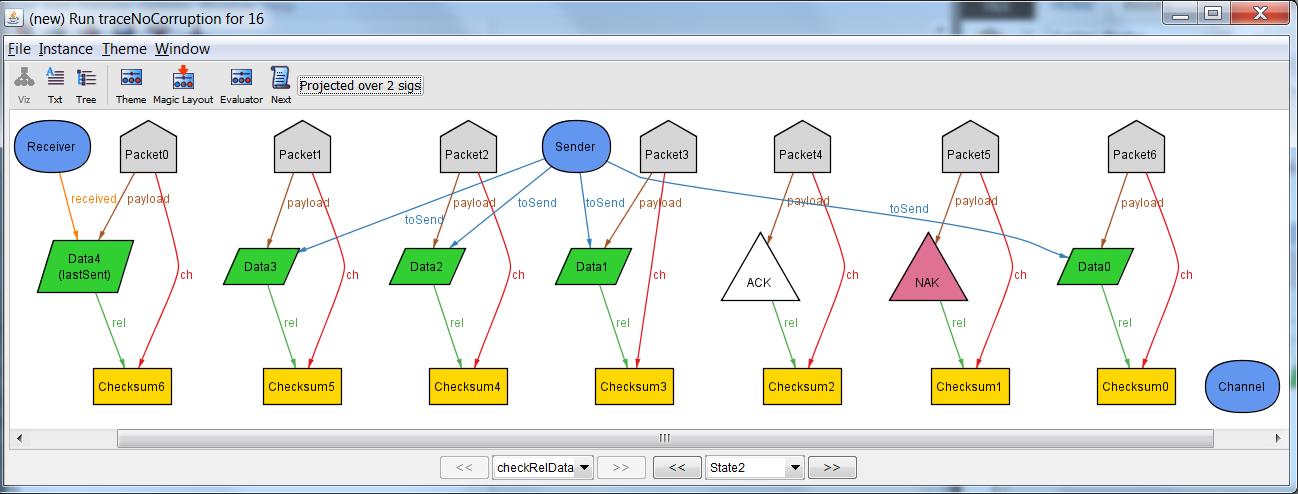 (new) Run traceNoCorruption for 16
File Instance Theme Window
Viz Txt Tree Theme Magic Layout Evaluator Next Projected over 2 sigs
Receiver Packet0 Packet1 Packet2 Sender Packet3 Packet4 Packet5 Packet6
received payload payload toSend payload toSend toSend payload payload toSend payload payload
Data4
(lastSent)
Data3 Data2 Data1 ACK NAK Data0
ch ch ch ch ch ch ch
rel rel rel rel rel rel rel
Checksum6 Checksum5 Checksum4 Checksum3 Checksum2 Checksum1 Checksum0 Channel
<< checkRelData >> << State2 >>